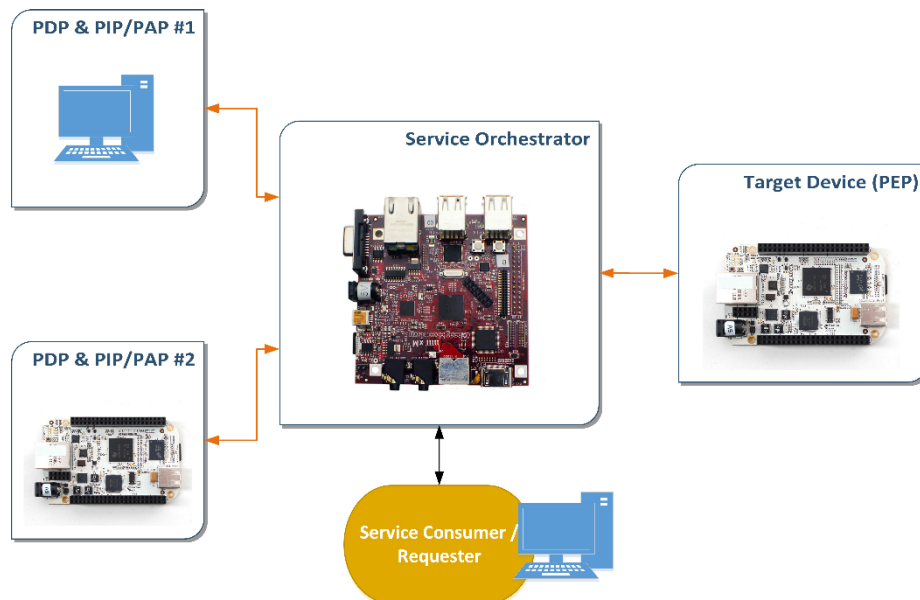 PDP & PIP/PAP #1
Service Orchestrator
Target Device (PEP)
PDP & PIP/PAP #2
Service Consumer /
Requester